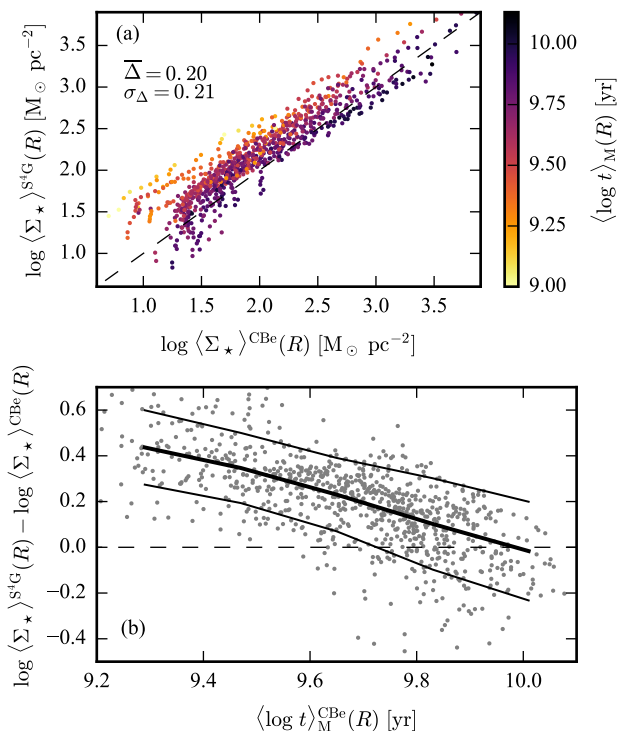 (a)
Δ̅ = 0.20
σ_Δ = 0.21
log ⟨Σ⋆⟩^{S⁴G}(R) [M⊙ pc⁻²]
3.5
3.0
2.5
2.0
1.5
1.0
1.0 1.5 2.0 2.5 3.0 3.5
log ⟨Σ⋆⟩^{CBe}(R) [M⊙ pc⁻²]
10.00
9.75
9.50
9.25
9.00
⟨log t⟩_M(R) [yr]
log ⟨Σ⋆⟩^{S⁴G}(R) − log ⟨Σ⋆⟩^{CBe}(R)
0.6
0.4
0.2
0.0
−0.2
−0.4
(b)
9.2 9.4 9.6 9.8 10.0
⟨log t⟩_M^{CBe}(R) [yr]